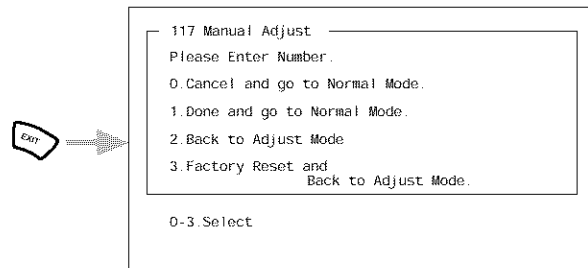 117 Manual Adjust
Please Enter Number.
0.Cancel and go to Normal Mode.
1.Done and go to Normal Mode.
2.Back to Adjust Mode
3.Factory Reset and
Back to Adjust Mode.
EXIT
0-3.Select